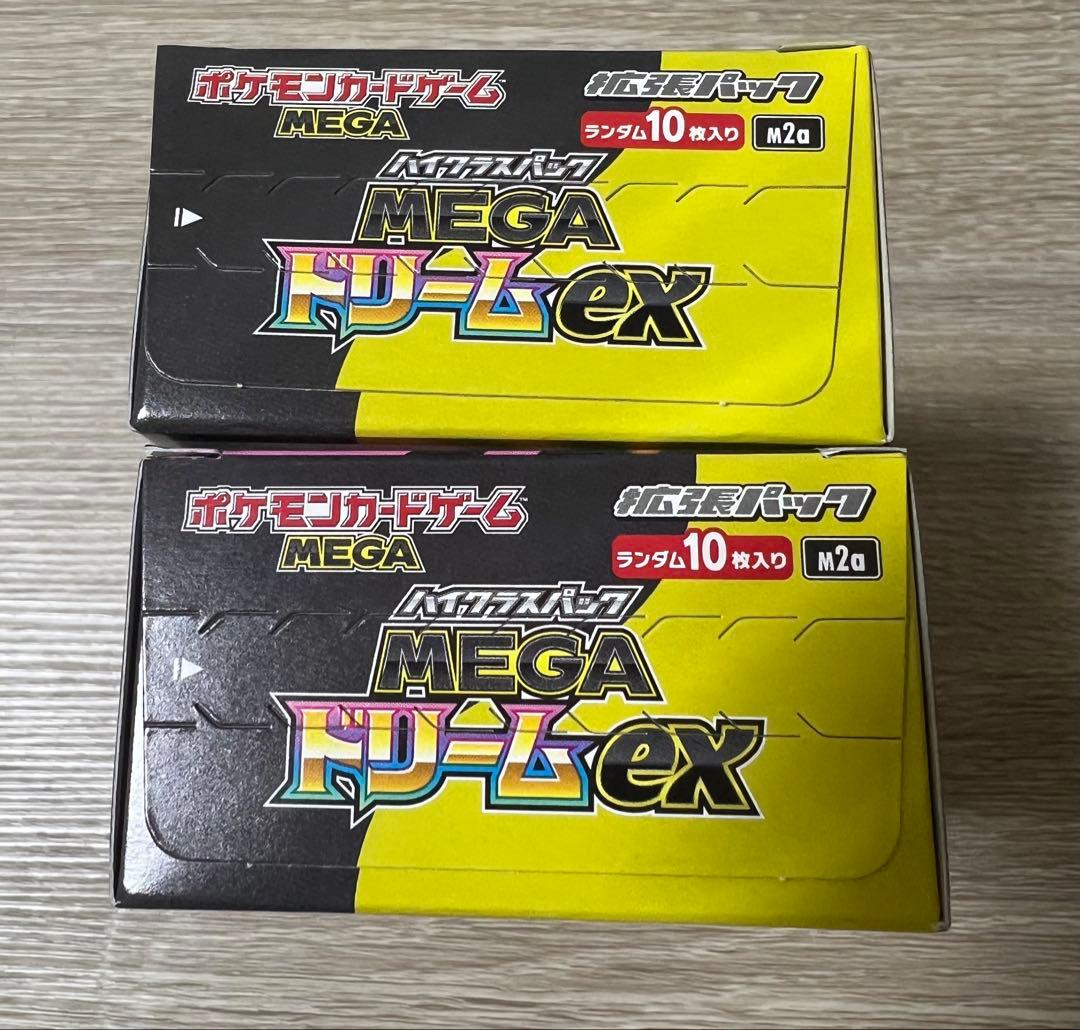 ポケモンカードゲーム™
MEGA
拡張パック
ランダム10枚入り M2a
ハイクラスパック
MEGA
ドリームex
ポケモンカードゲーム™
MEGA
拡張パック
ランダム10枚入り M2a
ハイクラスパック
MEGA
ドリームex